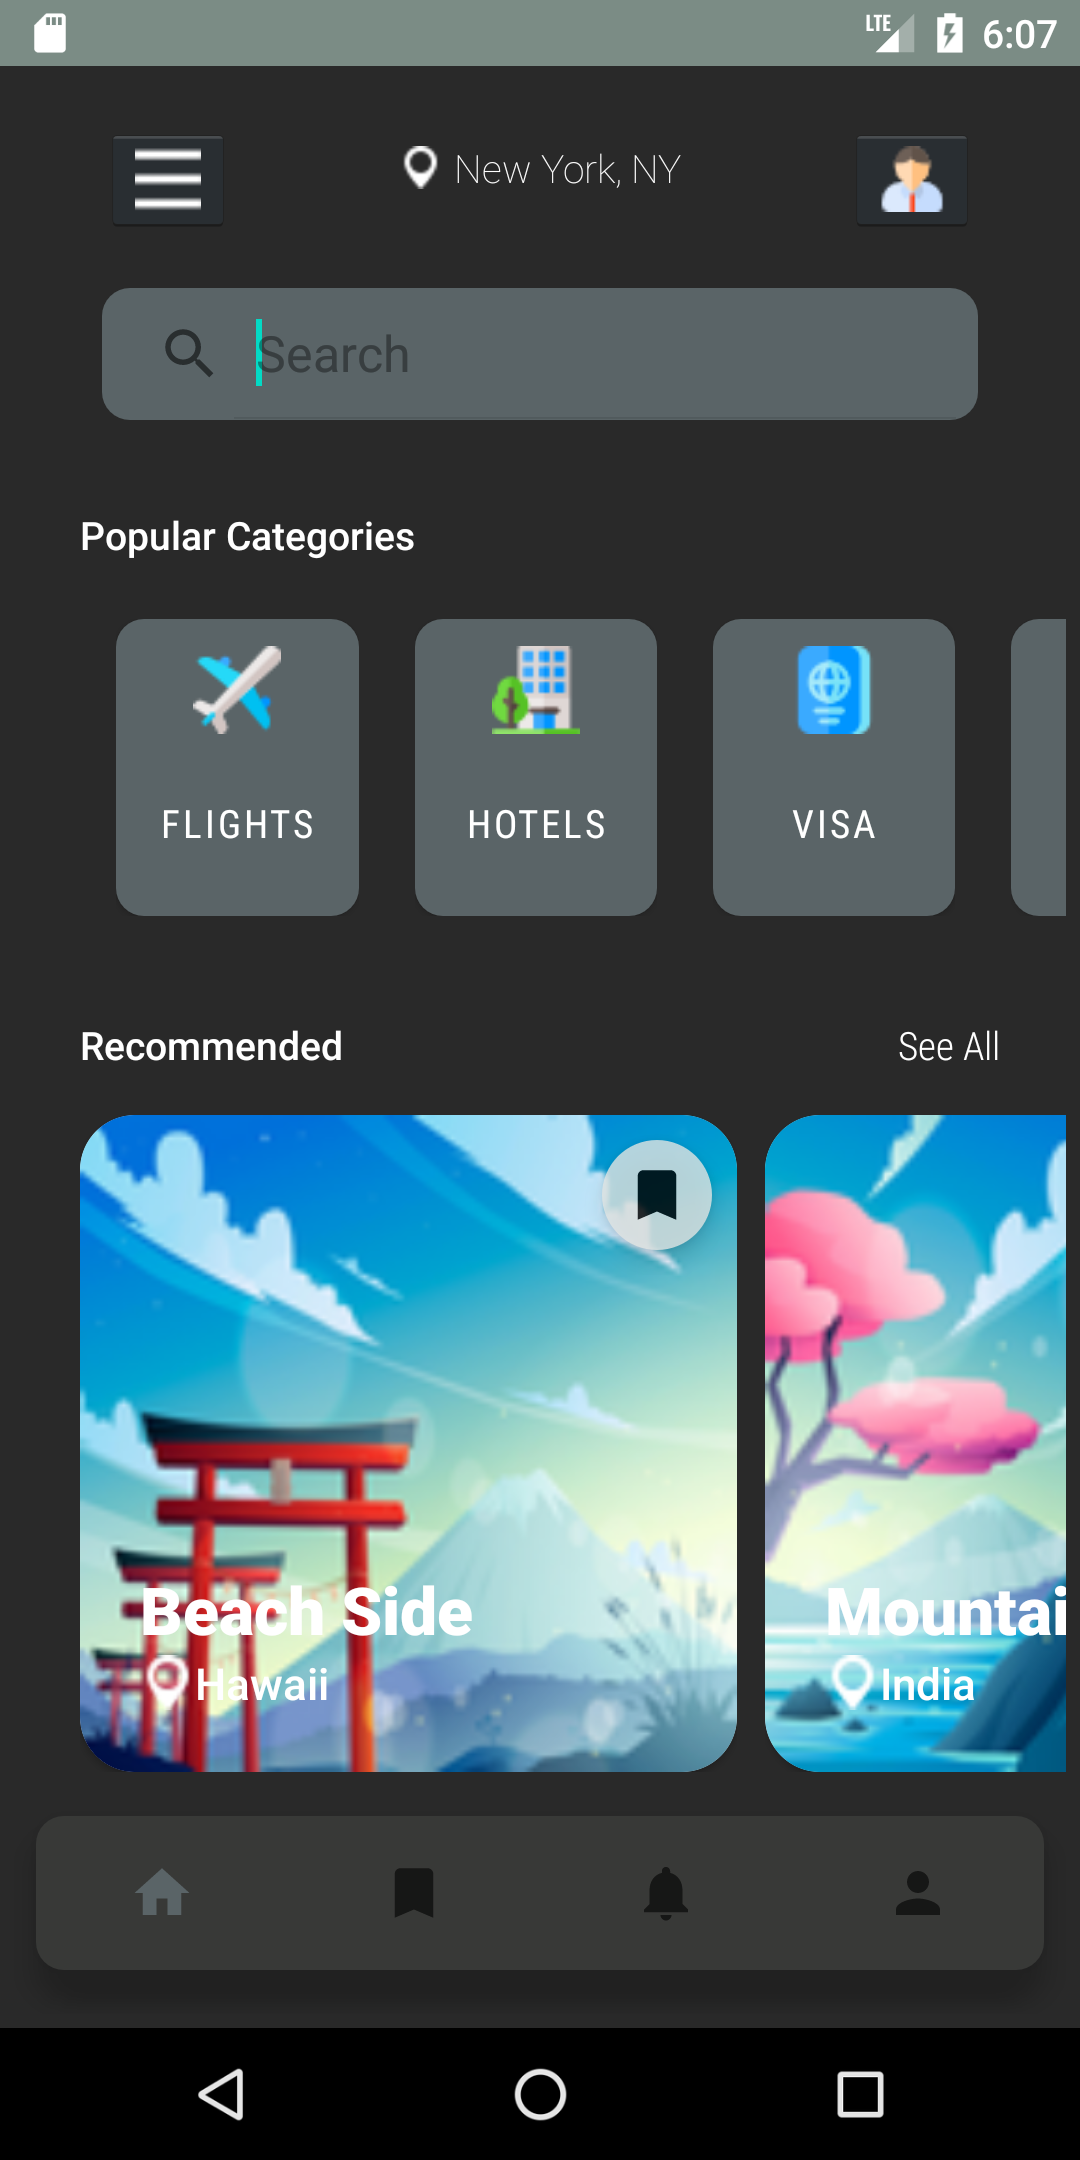 LTE 6:07
New York, NY
Search
Popular Categories
FLIGHTS HOTELS VISA
Recommended See All
Beach Side Mountai
Hawaii India